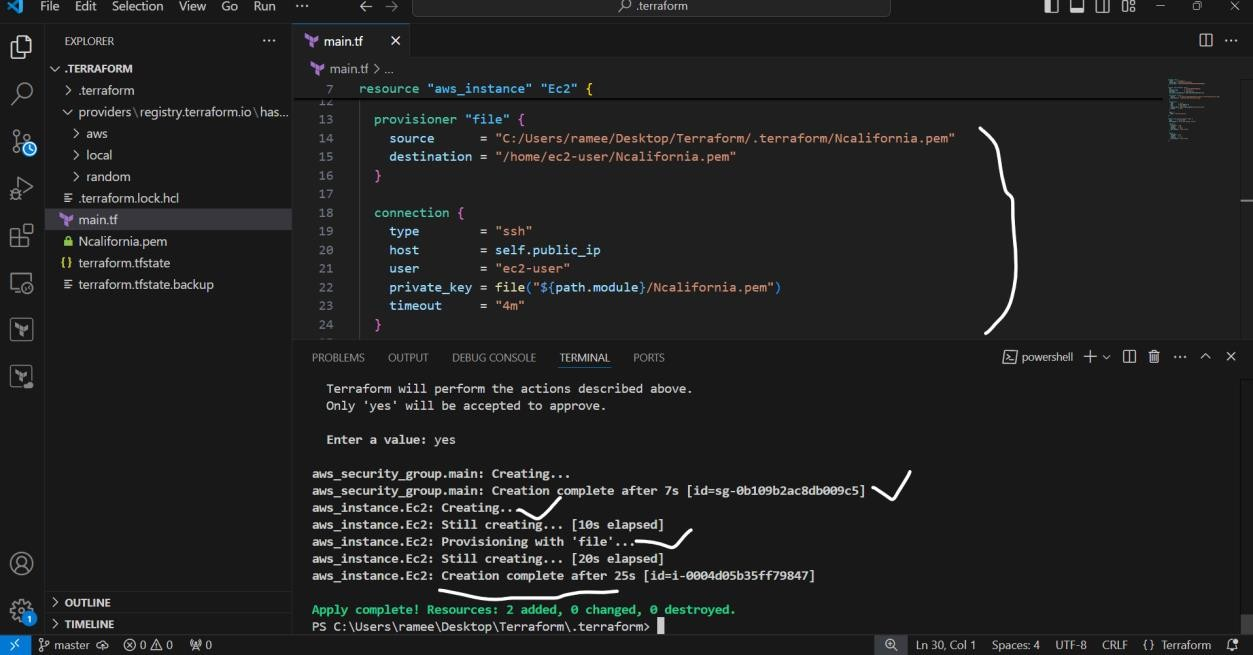 File Edit Selection View Go Run ... .terraform
EXPLORER ...
.TERRAFORM
.terraform
providers\registry.terraform.io\has...
aws
local
random
.terraform.lock.hcl
main.tf
Ncalifornia.pem
terraform.tfstate
terraform.tfstate.backup
OUTLINE
TIMELINE
main.tf
main.tf > ...
7 resource "aws_instance" "Ec2" {
12
13 provisioner "file" {
14 source = "C:/Users/ramee/Desktop/Terraform/.terraform/Ncalifornia.pem"
15 destination = "/home/ec2-user/Ncalifornia.pem"
16 }
17
18 connection {
19 type = "ssh"
20 host = self.public_ip
21 user = "ec2-user"
22 private_key = file("${path.module}/Ncalifornia.pem")
23 timeout = "4m"
24 }
PROBLEMS OUTPUT DEBUG CONSOLE TERMINAL PORTS powershell
Terraform will perform the actions described above.
Only 'yes' will be accepted to approve.
Enter a value: yes
aws_security_group.main: Creating...
aws_security_group.main: Creation complete after 7s [id=sg-0b109b2ac8db009c5]
aws_instance.Ec2: Creating...
aws_instance.Ec2: Still creating... [10s elapsed]
aws_instance.Ec2: Provisioning with 'file'...
aws_instance.Ec2: Still creating... [20s elapsed]
aws_instance.Ec2: Creation complete after 25s [id=i-0004d05b35ff79847]
Apply complete! Resources: 2 added, 0 changed, 0 destroyed.
PS C:\Users\ramee\Desktop\Terraform\.terraform>
1
master 0 0 0 Ln 30, Col 1 Spaces: 4 UTF-8 CRLF {} Terraform